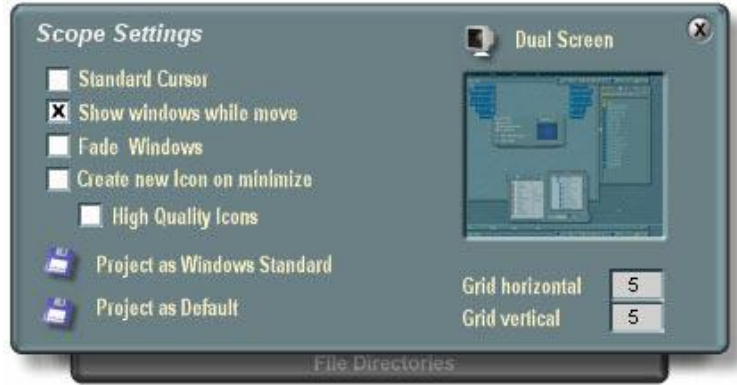 Scope Settings
Standard Cursor
Show windows while move
Fade Windows
Create new Icon on minimize
High Quality Icons
Project as Windows Standard
Project as Default
Dual Screen
X
Grid horizontal 5
Grid vertical 5
File Directories